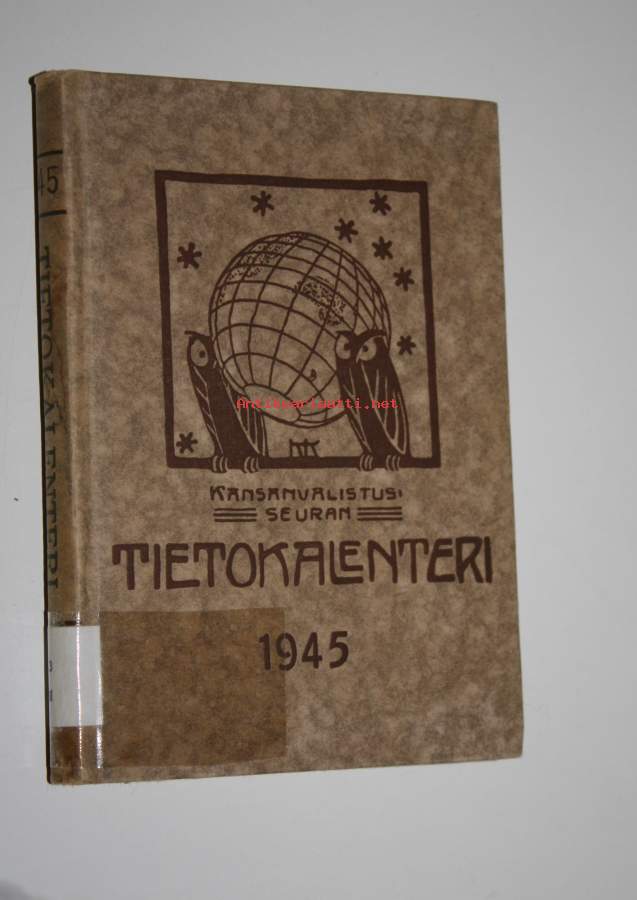 45
TIETOKALENTERI
Antikvariaatti.net
KANSANVALISTUS-
SEURAN
TIETOKALENTERI
1945